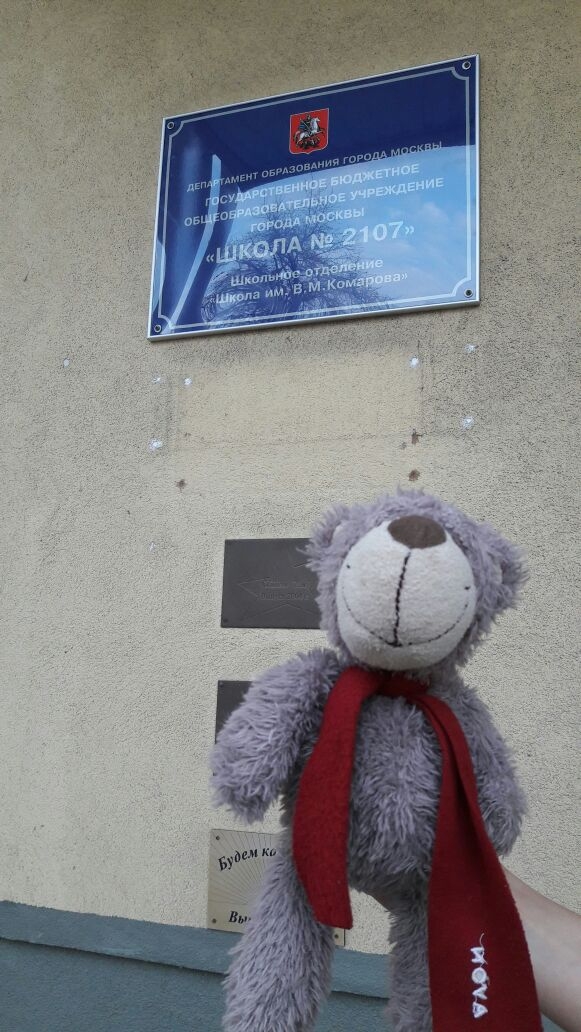 ДЕПАРТАМЕНТ ОБРАЗОВАНИЯ ГОРОДА МОСКВЫ
ГОСУДАРСТВЕННОЕ БЮДЖЕТНОЕ
ОБЩЕОБРАЗОВАТЕЛЬНОЕ УЧРЕЖДЕНИЕ
ГОРОДА МОСКВЫ
«ШКОЛА № 2107»
Школьное отделение
«Школа им. В.М.Комарова»
Будем
NOVA